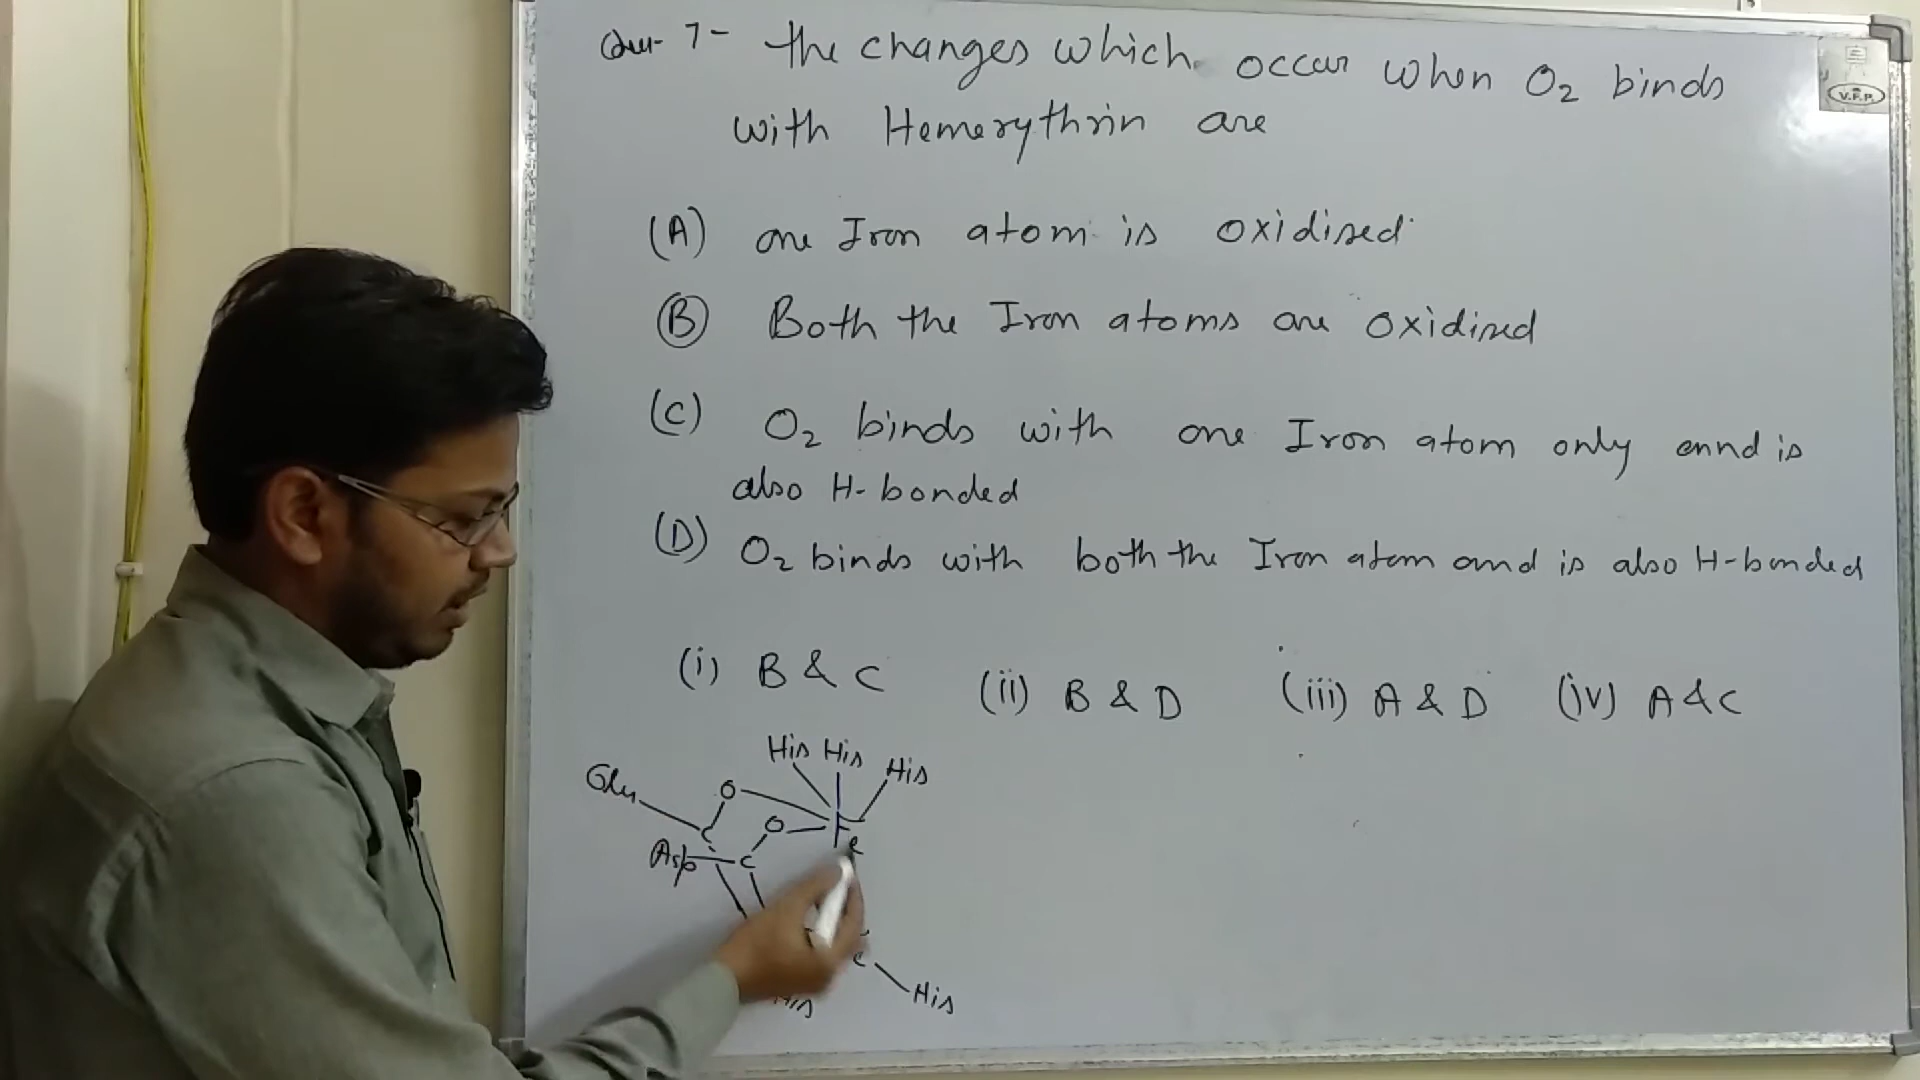 Que- 7- the changes which occur when O₂ binds
with Hemerythrin are
(A) one Iron atom is oxidised
(B) Both the Iron atoms are oxidised
(C) O₂ binds with one Iron atom only annd is
also H-bonded
(D) O₂ binds with both the Iron atom and is also H-bonded
(i) B & C (ii) B & D (iii) A & D (iv) A & C
His His His
Glu O
O Fe
C
Asp C
His
His
V.F.P.